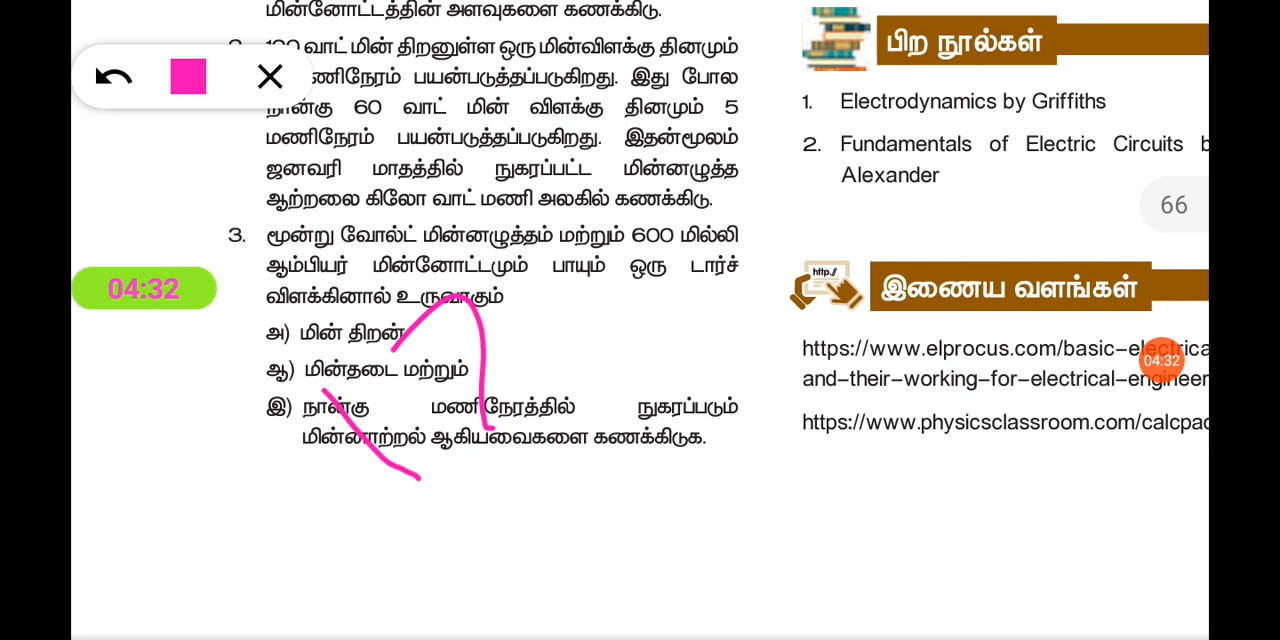 மின்னோட்டத்தின் அளவுகளை கணக்கிடு.
வாட் மின் திறனுள்ள ஒரு மின்விளக்கு தினமும்
பயன்படுத்தப்படுகிறது. இது போல
நான்கு 60 வாட் மின் விளக்கு தினமும் 5
மணிநேரம் பயன்படுத்தப்படுகிறது. இதன்மூலம்
ஜனவரி மாதத்தில் நுகரப்பட்ட மின்னழுத்த
ஆற்றலை கிலோ வாட் மணி அலகில் கணக்கிடு.
3. மூன்று வோல்ட் மின்னழுத்தம் மற்றும் 600 மில்லி
ஆம்பியர் மின்னோட்டமும் பாயும் ஒரு டார்ச்
விளக்கினால் உருவாகும்
அ) மின் திறன்
ஆ) மின்தடை மற்றும்
இ) நான்கு மணிநேரத்தில் நுகரப்படும்
மின்னாற்றல் ஆகியவைகளை கணக்கிடுக.
04:32
பிற நூல்கள்
1. Electrodynamics by Griffiths
2. Fundamentals of Electric Circuits
Alexander
66
http://
இணைய வளங்கள்
https://www.elprocus.com/basic-electrica
04:32
and-their-working-for-electrical-engineer
https://www.physicsclassroom.com/calcpad